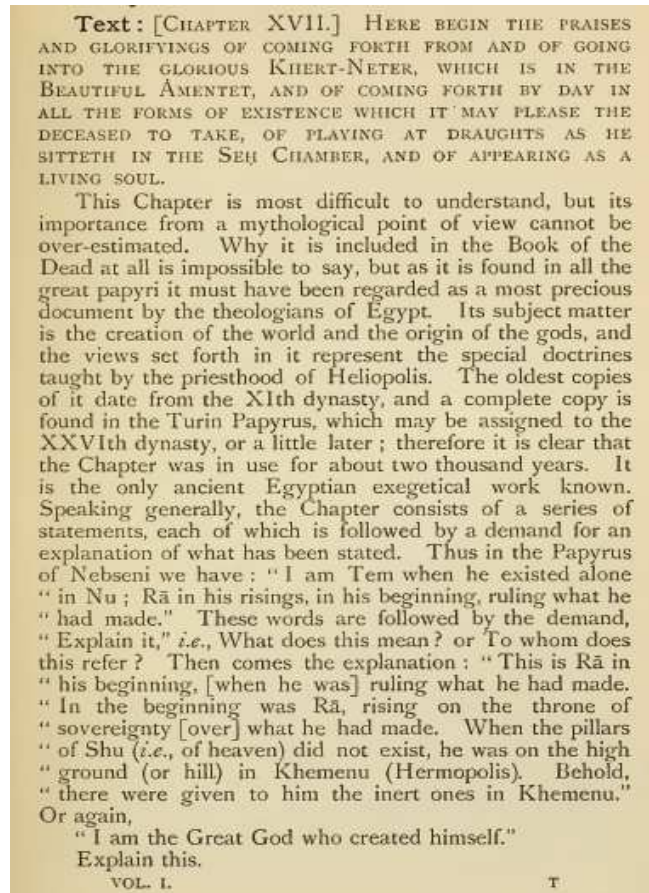 Text: [CHAPTER XVII.] HERE BEGIN THE PRAISES
AND GLORIFYINGS OF COMING FORTH FROM AND OF GOING
INTO THE GLORIOUS KHERT-NETER, WHICH IS IN THE
BEAUTIFUL ÅMENTET, AND OF COMING FORTH BY DAY IN
ALL THE FORMS OF EXISTENCE WHICH IT MAY PLEASE THE
DECEASED TO TAKE, OF PLAYING AT DRAUGHTS AS HE
SITTETH IN THE SEḤ CHAMBER, AND OF APPEARING AS A
LIVING SOUL.
This Chapter is most difficult to understand, but its
importance from a mythological point of view cannot be
over-estimated. Why it is included in the Book of the
Dead at all is impossible to say, but as it is found in all the
great papyri it must have been regarded as a most precious
document by the theologians of Egypt. Its subject matter
is the creation of the world and the origin of the gods, and
the views set forth in it represent the special doctrines
taught by the priesthood of Heliopolis. The oldest copies
of it date from the XIth dynasty, and a complete copy is
found in the Turin Papyrus, which may be assigned to the
XXVIth dynasty, or a little later; therefore it is clear that
the Chapter was in use for about two thousand years. It
is the only ancient Egyptian exegetical work known.
Speaking generally, the Chapter consists of a series of
statements, each of which is followed by a demand for an
explanation of what has been stated. Thus in the Papyrus
of Nebseni we have: "I am Tem when he existed alone
"in Nu; Rā in his risings, in his beginning, ruling what he
"had made." These words are followed by the demand,
"Explain it," i.e., What does this mean? or To whom does
this refer? Then comes the explanation: "This is Rā in
"his beginning, [when he was] ruling what he had made.
"In the beginning was Rā, rising on the throne of
"sovereignty [over] what he had made. When the pillars
"of Shu (i.e., of heaven) did not exist, he was on the high
"ground (or hill) in Khemenu (Hermopolis). Behold,
"there were given to him the inert ones in Khemenu."
Or again,
"I am the Great God who created himself."
Explain this.
VOL. I. T